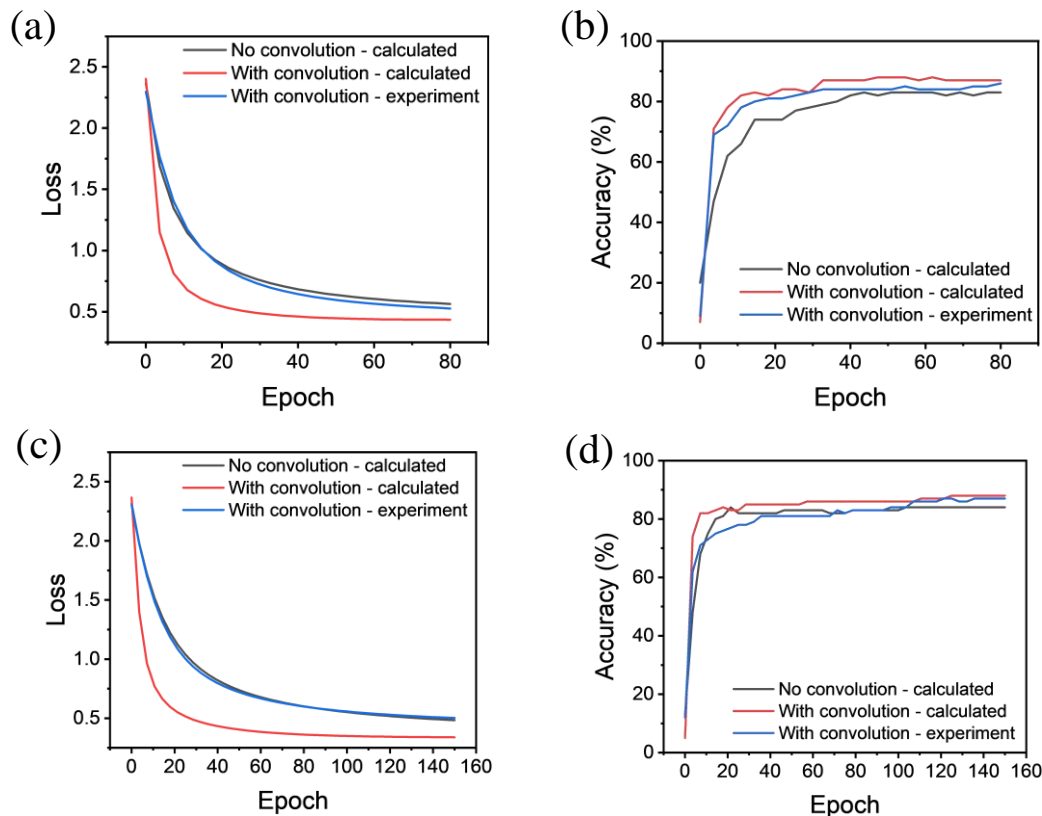 (a)
No convolution - calculated
With convolution - calculated
With convolution - experiment
2.5
2.0
1.5
1.0
0.5
Loss
0
20
40
60
80
Epoch
(b)
100
80
60
40
20
0
Accuracy (%)
No convolution - calculated
With convolution - calculated
With convolution - experiment
0
20
40
60
80
Epoch
(c)
No convolution - calculated
With convolution - calculated
With convolution - experiment
2.5
2.0
1.5
1.0
0.5
Loss
0
20
40
60
80
100
120
140
160
Epoch
(d)
100
80
60
40
20
0
Accuracy (%)
No convolution - calculated
With convolution - calculated
With convolution - experiment
0
20
40
60
80
100
120
140
160
Epoch